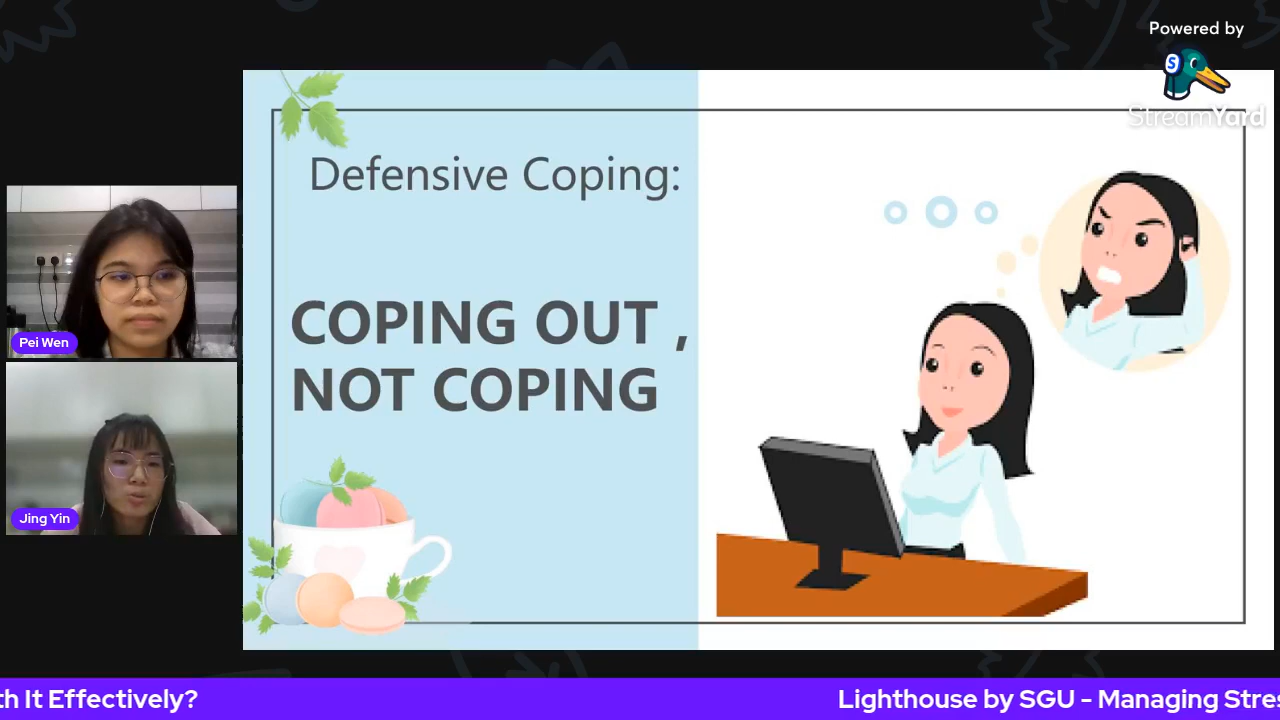 Powered by
StreamYard
Defensive Coping:
COPING OUT ,
NOT COPING
Pei Wen
Jing Yin
th It Effectively?
Lighthouse by SGU - Managing Stres